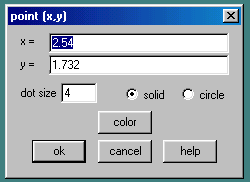 point (x,y)
x = 2.54
y = 1.732
dot size 4 solid circle
color
ok cancel help